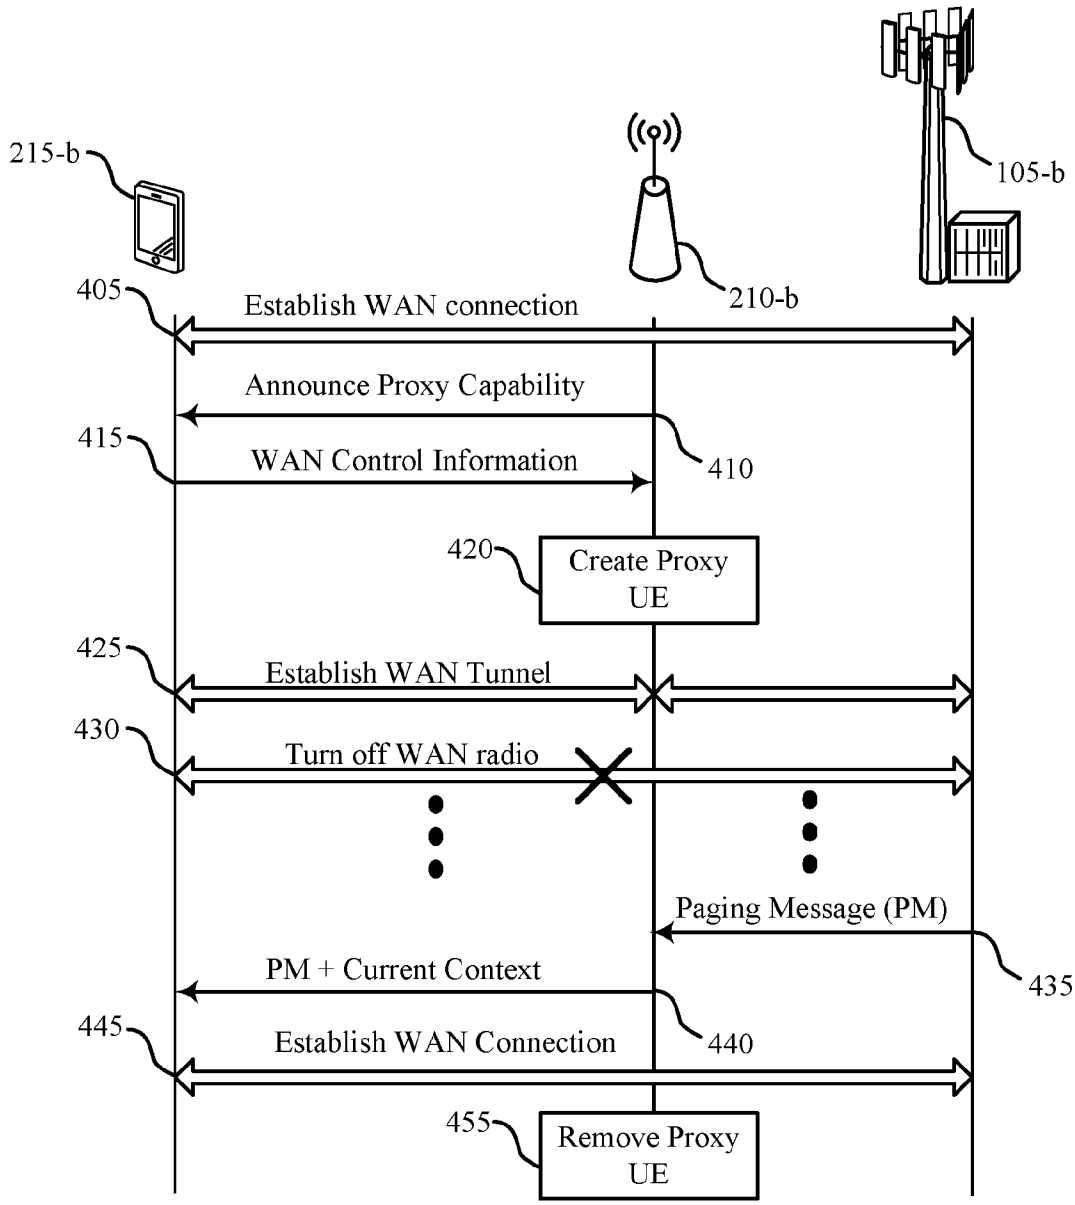 215-b
105-b
210-b
405
Establish WAN connection
Announce Proxy Capability
410
415
WAN Control Information
420
Create Proxy
UE
425
Establish WAN Tunnel
430
Turn off WAN radio
Paging Message (PM)
435
PM + Current Context
440
445
Establish WAN Connection
455
Remove Proxy
UE